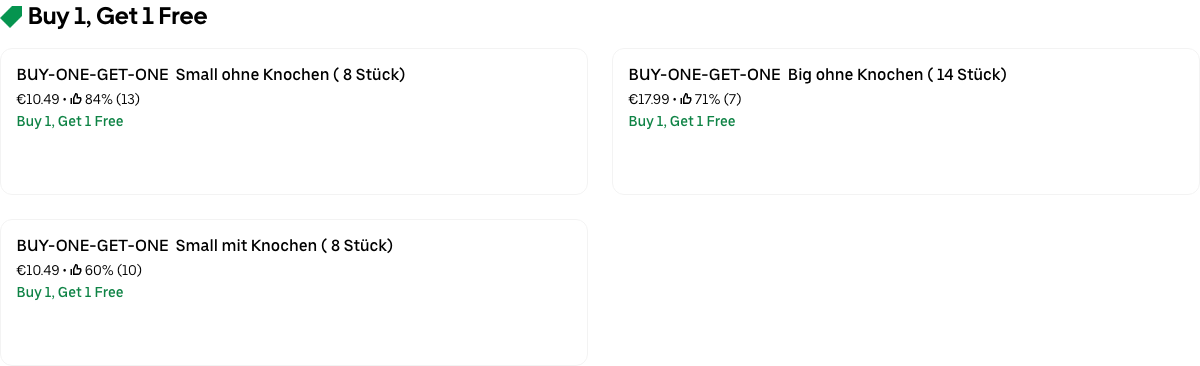 Buy 1, Get 1 Free
BUY-ONE-GET-ONE  Small ohne Knochen ( 8 Stück)
€10.49 • 84% (13)
Buy 1, Get 1 Free
BUY-ONE-GET-ONE  Big ohne Knochen ( 14 Stück)
€17.99 • 71% (7)
Buy 1, Get 1 Free
BUY-ONE-GET-ONE  Small mit Knochen ( 8 Stück)
€10.49 • 60% (10)
Buy 1, Get 1 Free